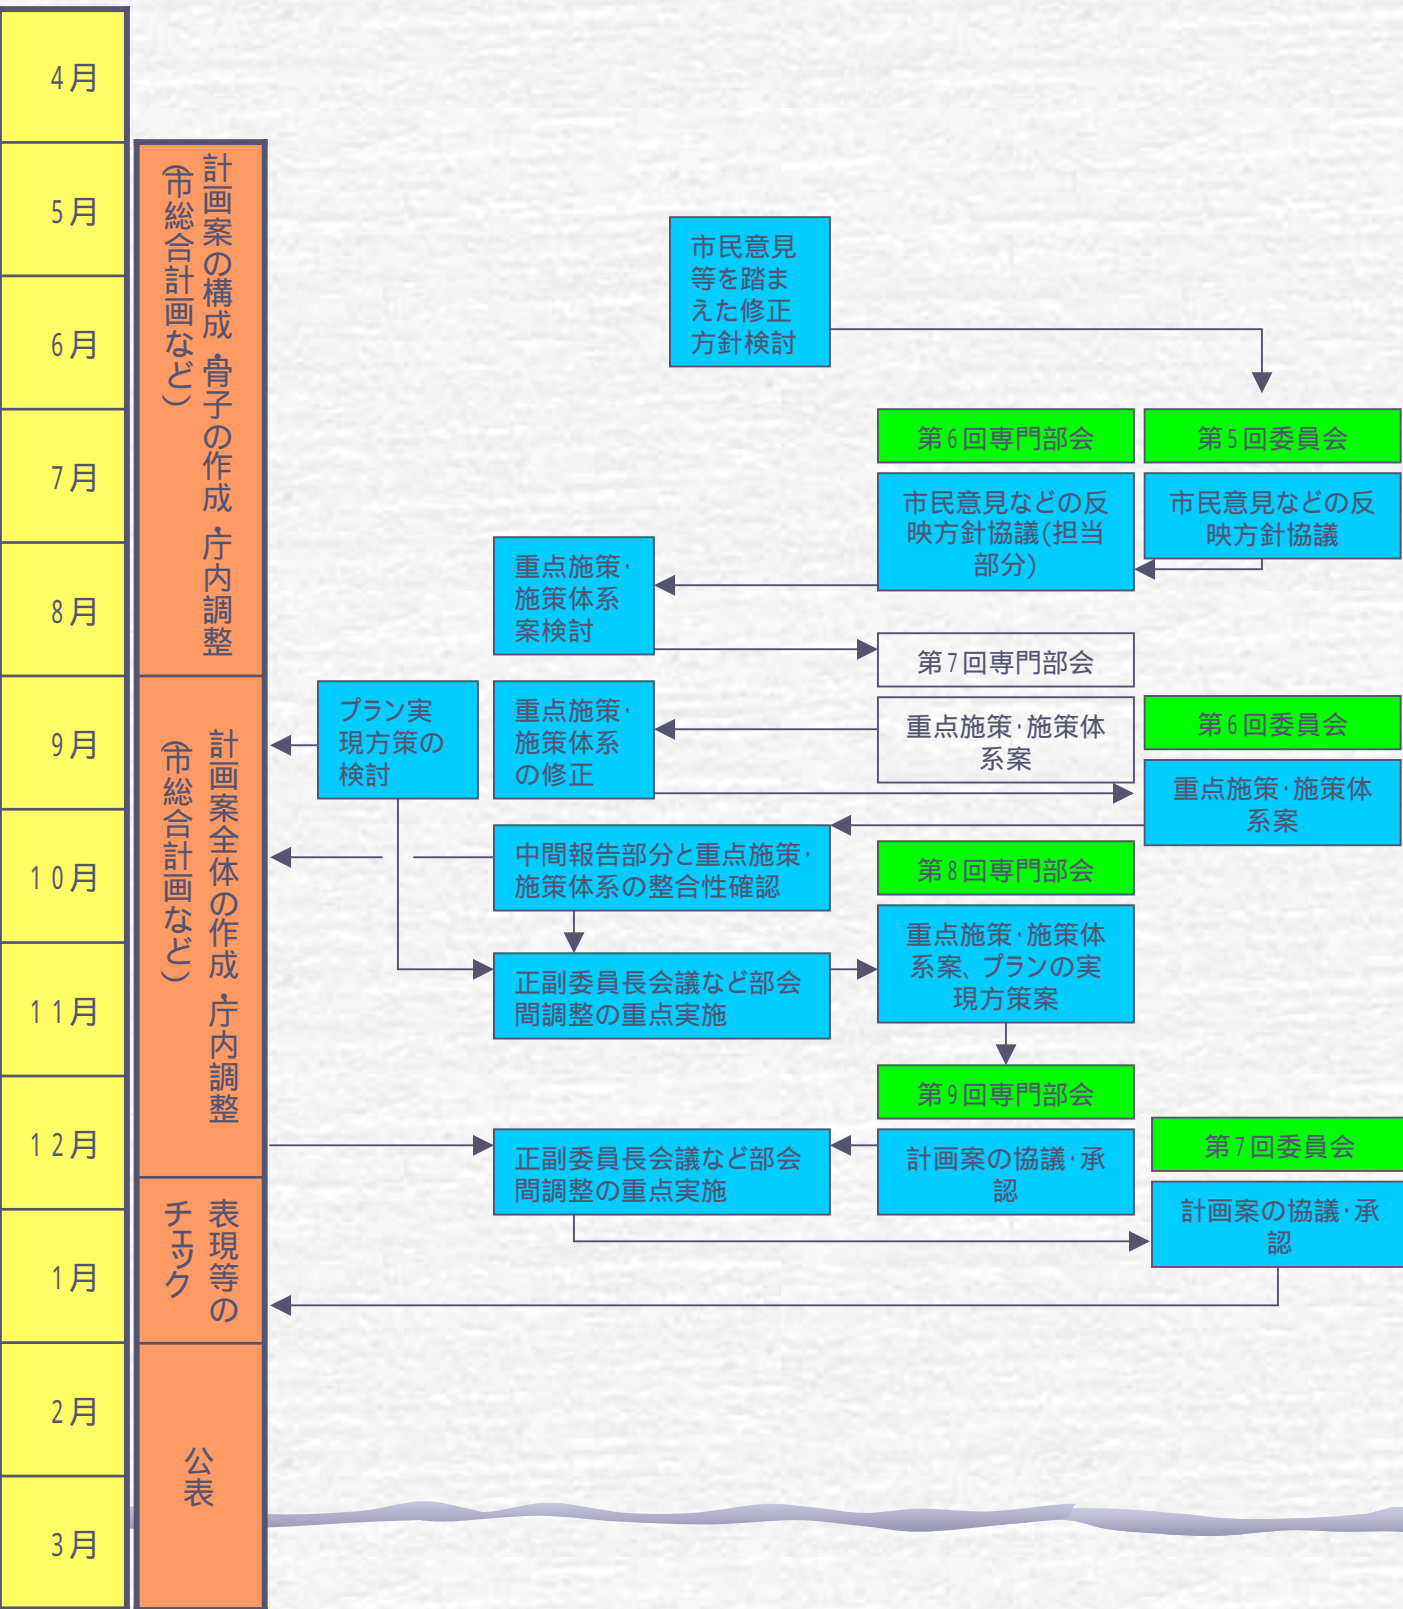 4月
5月
6月
7月
8月
9月
10月
11月
12月
1月
2月
3月
計画案の構成・骨子の作成・庁内調整
(市総合計画など)
計画案全体の作成・庁内調整
(市総合計画など)
表現等の
チェック
公表
市民意見
等を踏ま
えた修正
方針検討
第6回専門部会
第5回委員会
市民意見などの反
映方針協議(担当
部分)
市民意見などの反
映方針協議
重点施策・
施策体系
案検討
第7回専門部会
プラン実
現方策の
検討
重点施策・
施策体系
の修正
重点施策・施策体
系案
第6回委員会
重点施策・施策体
系案
中間報告部分と重点施策・
施策体系の整合性確認
第8回専門部会
重点施策・施策体
系案、プランの実
現方策案
正副委員長会議など部会
間調整の重点実施
第9回専門部会
正副委員長会議など部会
間調整の重点実施
計画案の協議・承
認
第7回委員会
計画案の協議・承
認